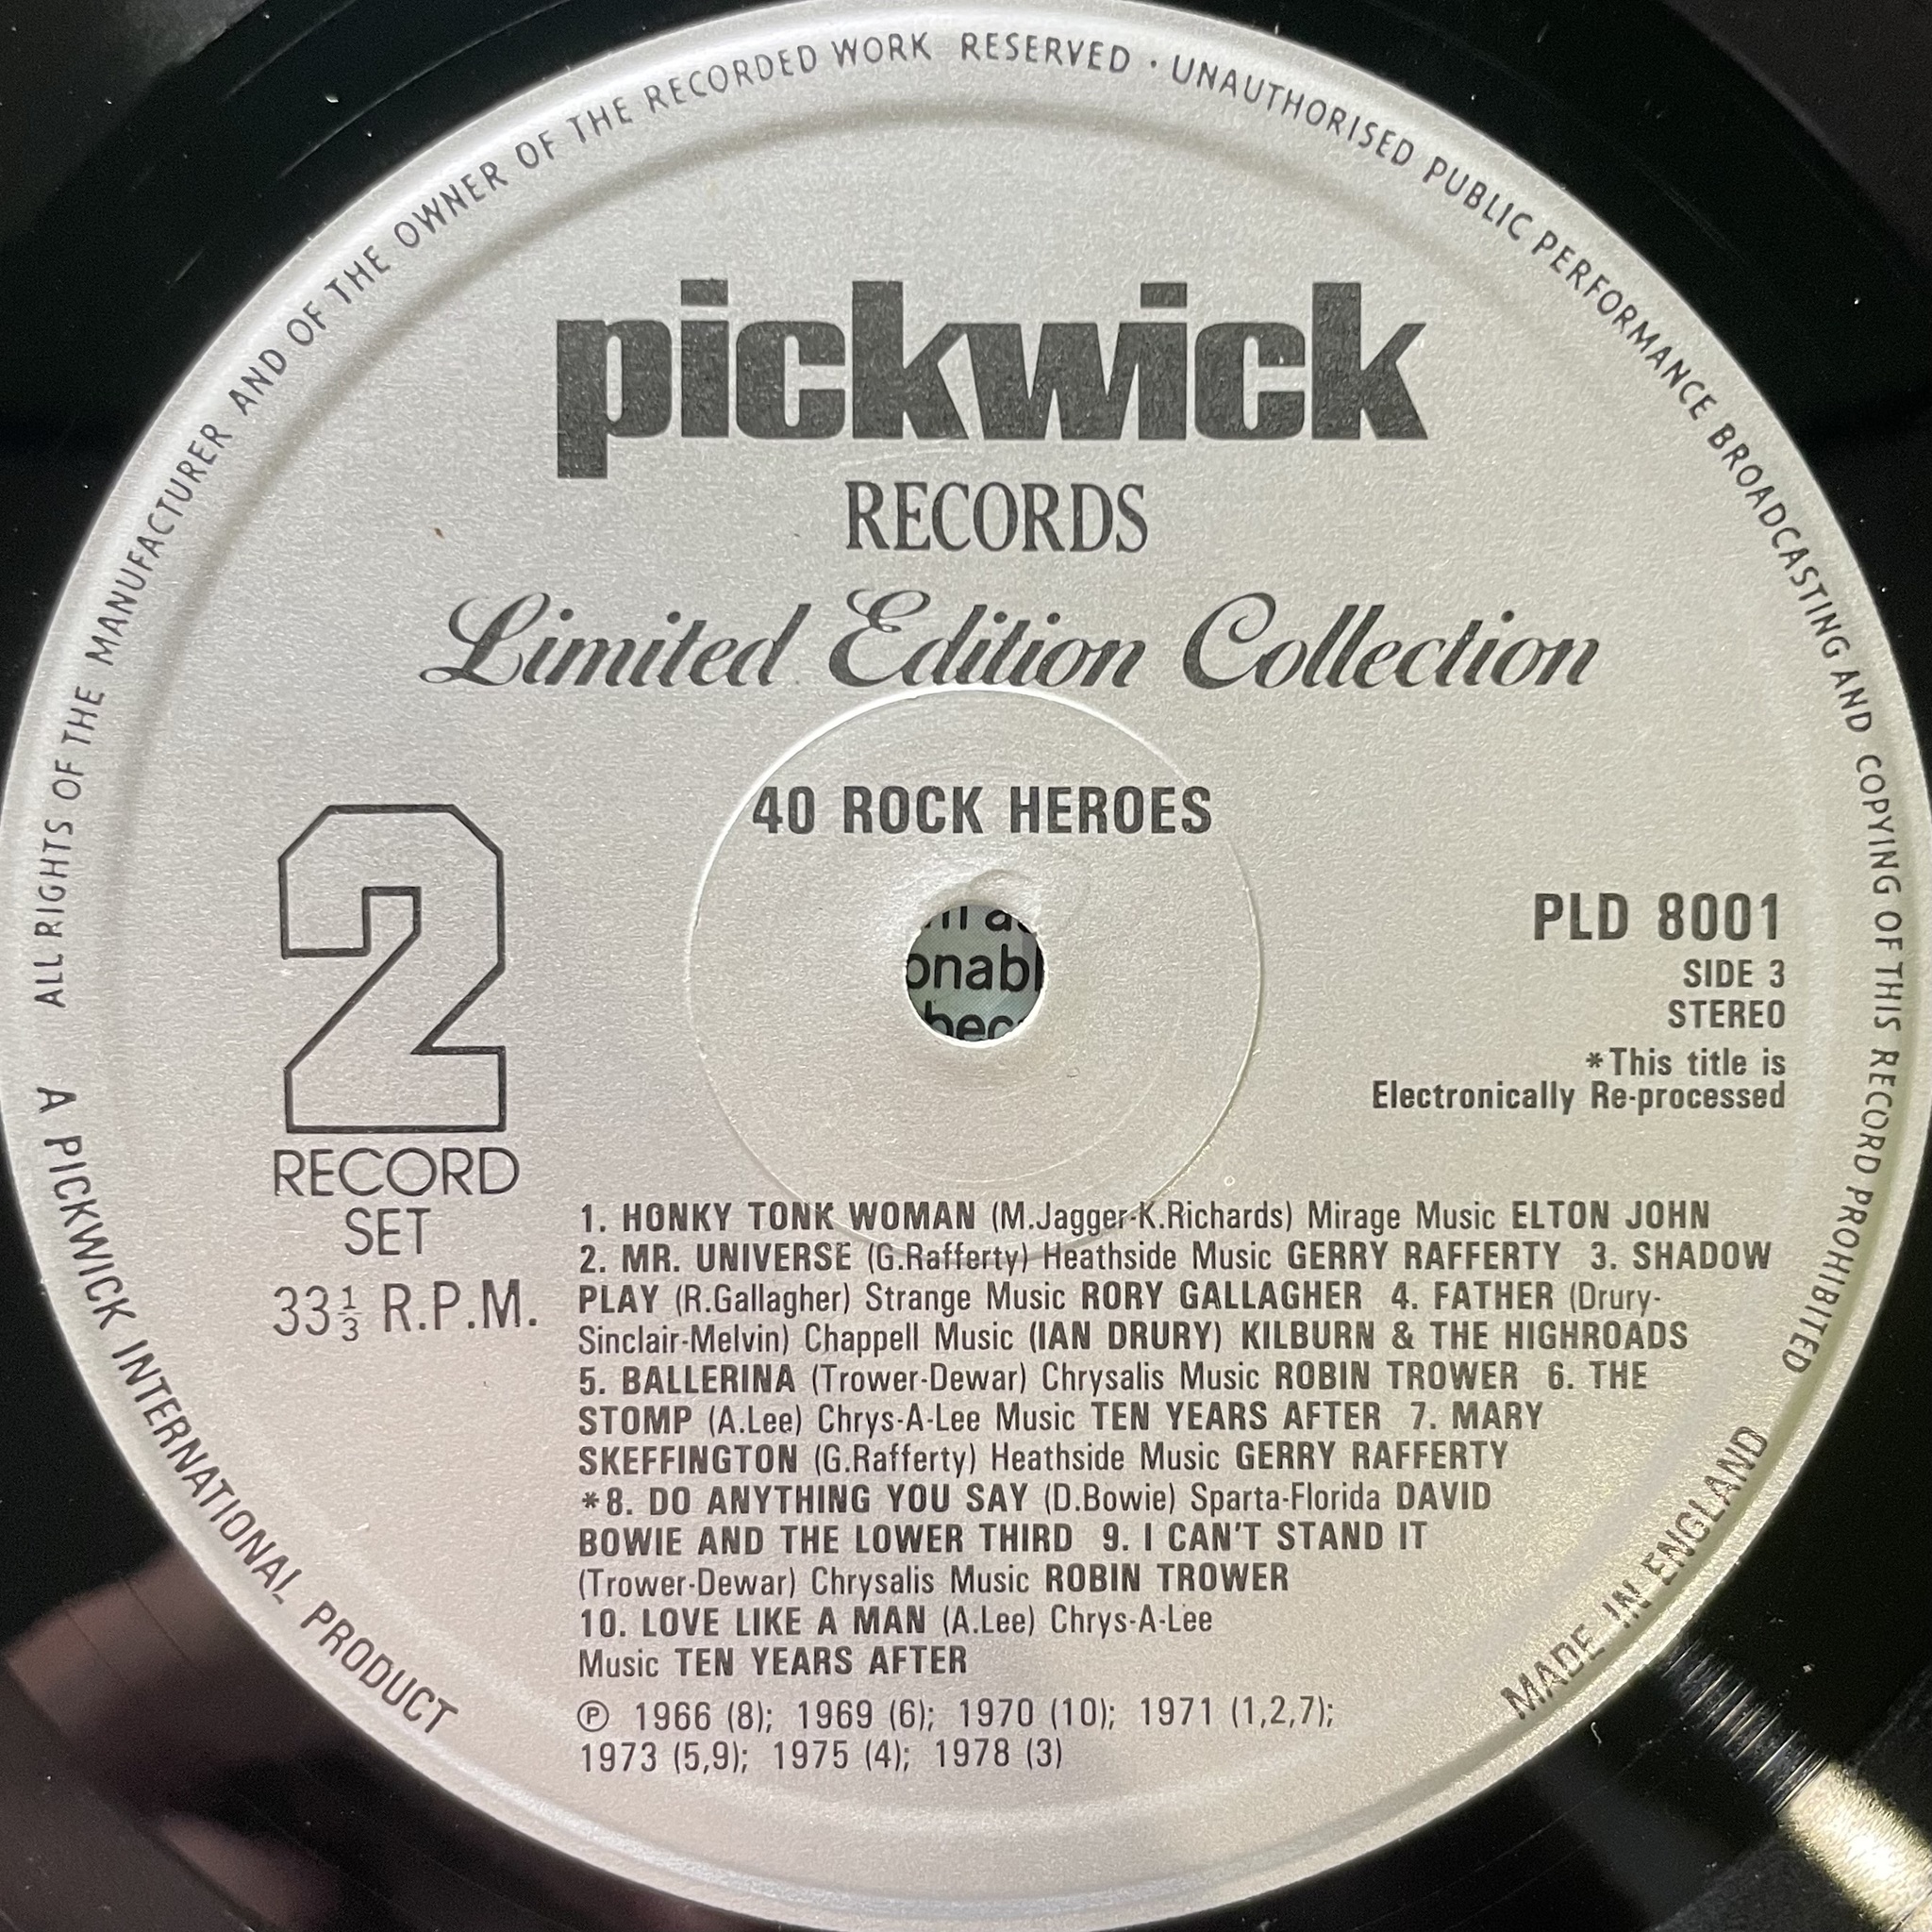 ALL RIGHTS OF THE MANUFACTURER AND OF THE OWNER OF THE RECORDED WORK RESERVED · UNAUTHORISED PUBLIC PERFORMANCE BROADCASTING AND COPYING OF THIS RECORD PROHIBITED
pickwick
RECORDS
Limited Edition Collection
40 ROCK HEROES
2
RECORD
SET
33⅓ R.P.M.
PLD 8001
SIDE 3
STEREO
*This title is
Electronically Re-processed
onabl
1. HONKY TONK WOMAN (M.Jagger-K.Richards) Mirage Music ELTON JOHN
2. MR. UNIVERSE (G.Rafferty) Heathside Music GERRY RAFFERTY 3. SHADOW
PLAY (R.Gallagher) Strange Music RORY GALLAGHER 4. FATHER (Drury-
Sinclair-Melvin) Chappell Music (IAN DRURY) KILBURN & THE HIGHROADS
5. BALLERINA (Trower-Dewar) Chrysalis Music ROBIN TROWER 6. THE
STOMP (A.Lee) Chrys-A-Lee Music TEN YEARS AFTER 7. MARY
SKEFFINGTON (G.Rafferty) Heathside Music GERRY RAFFERTY
*8. DO ANYTHING YOU SAY (D.Bowie) Sparta-Florida DAVID
BOWIE AND THE LOWER THIRD 9. I CAN'T STAND IT
(Trower-Dewar) Chrysalis Music ROBIN TROWER
10. LOVE LIKE A MAN (A.Lee) Chrys-A-Lee
Music TEN YEARS AFTER
℗ 1966 (8); 1969 (6); 1970 (10); 1971 (1,2,7);
1973 (5,9); 1975 (4); 1978 (3)
A PICKWICK INTERNATIONAL PRODUCT
MADE IN ENGLAND